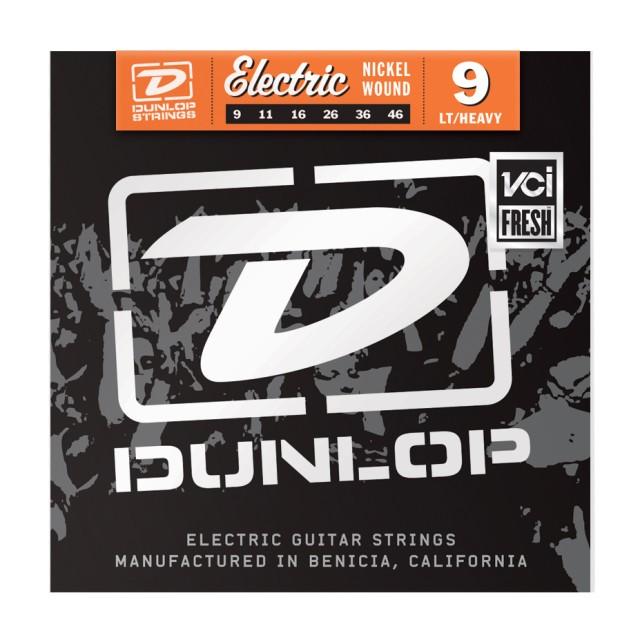 DUNLOP
STRINGS
Electric
NICKEL
WOUND
9 11 16 26 36 46
9
LT/HEAVY
VCi
FRESH
D
DUNLOP
ELECTRIC GUITAR STRINGS
MANUFACTURED IN BENICIA, CALIFORNIA